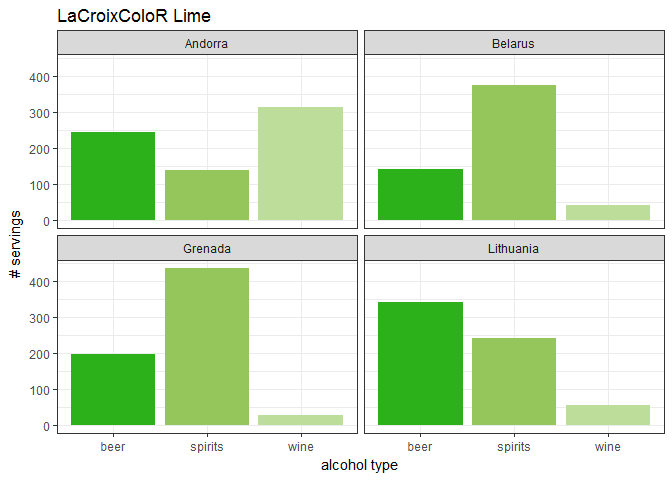 LaCroixColoR Lime
Andorra
Belarus
400
300
200
100
0
Grenada
Lithuania
400
300
200
100
0
# servings
beer spirits wine
beer spirits wine
alcohol type